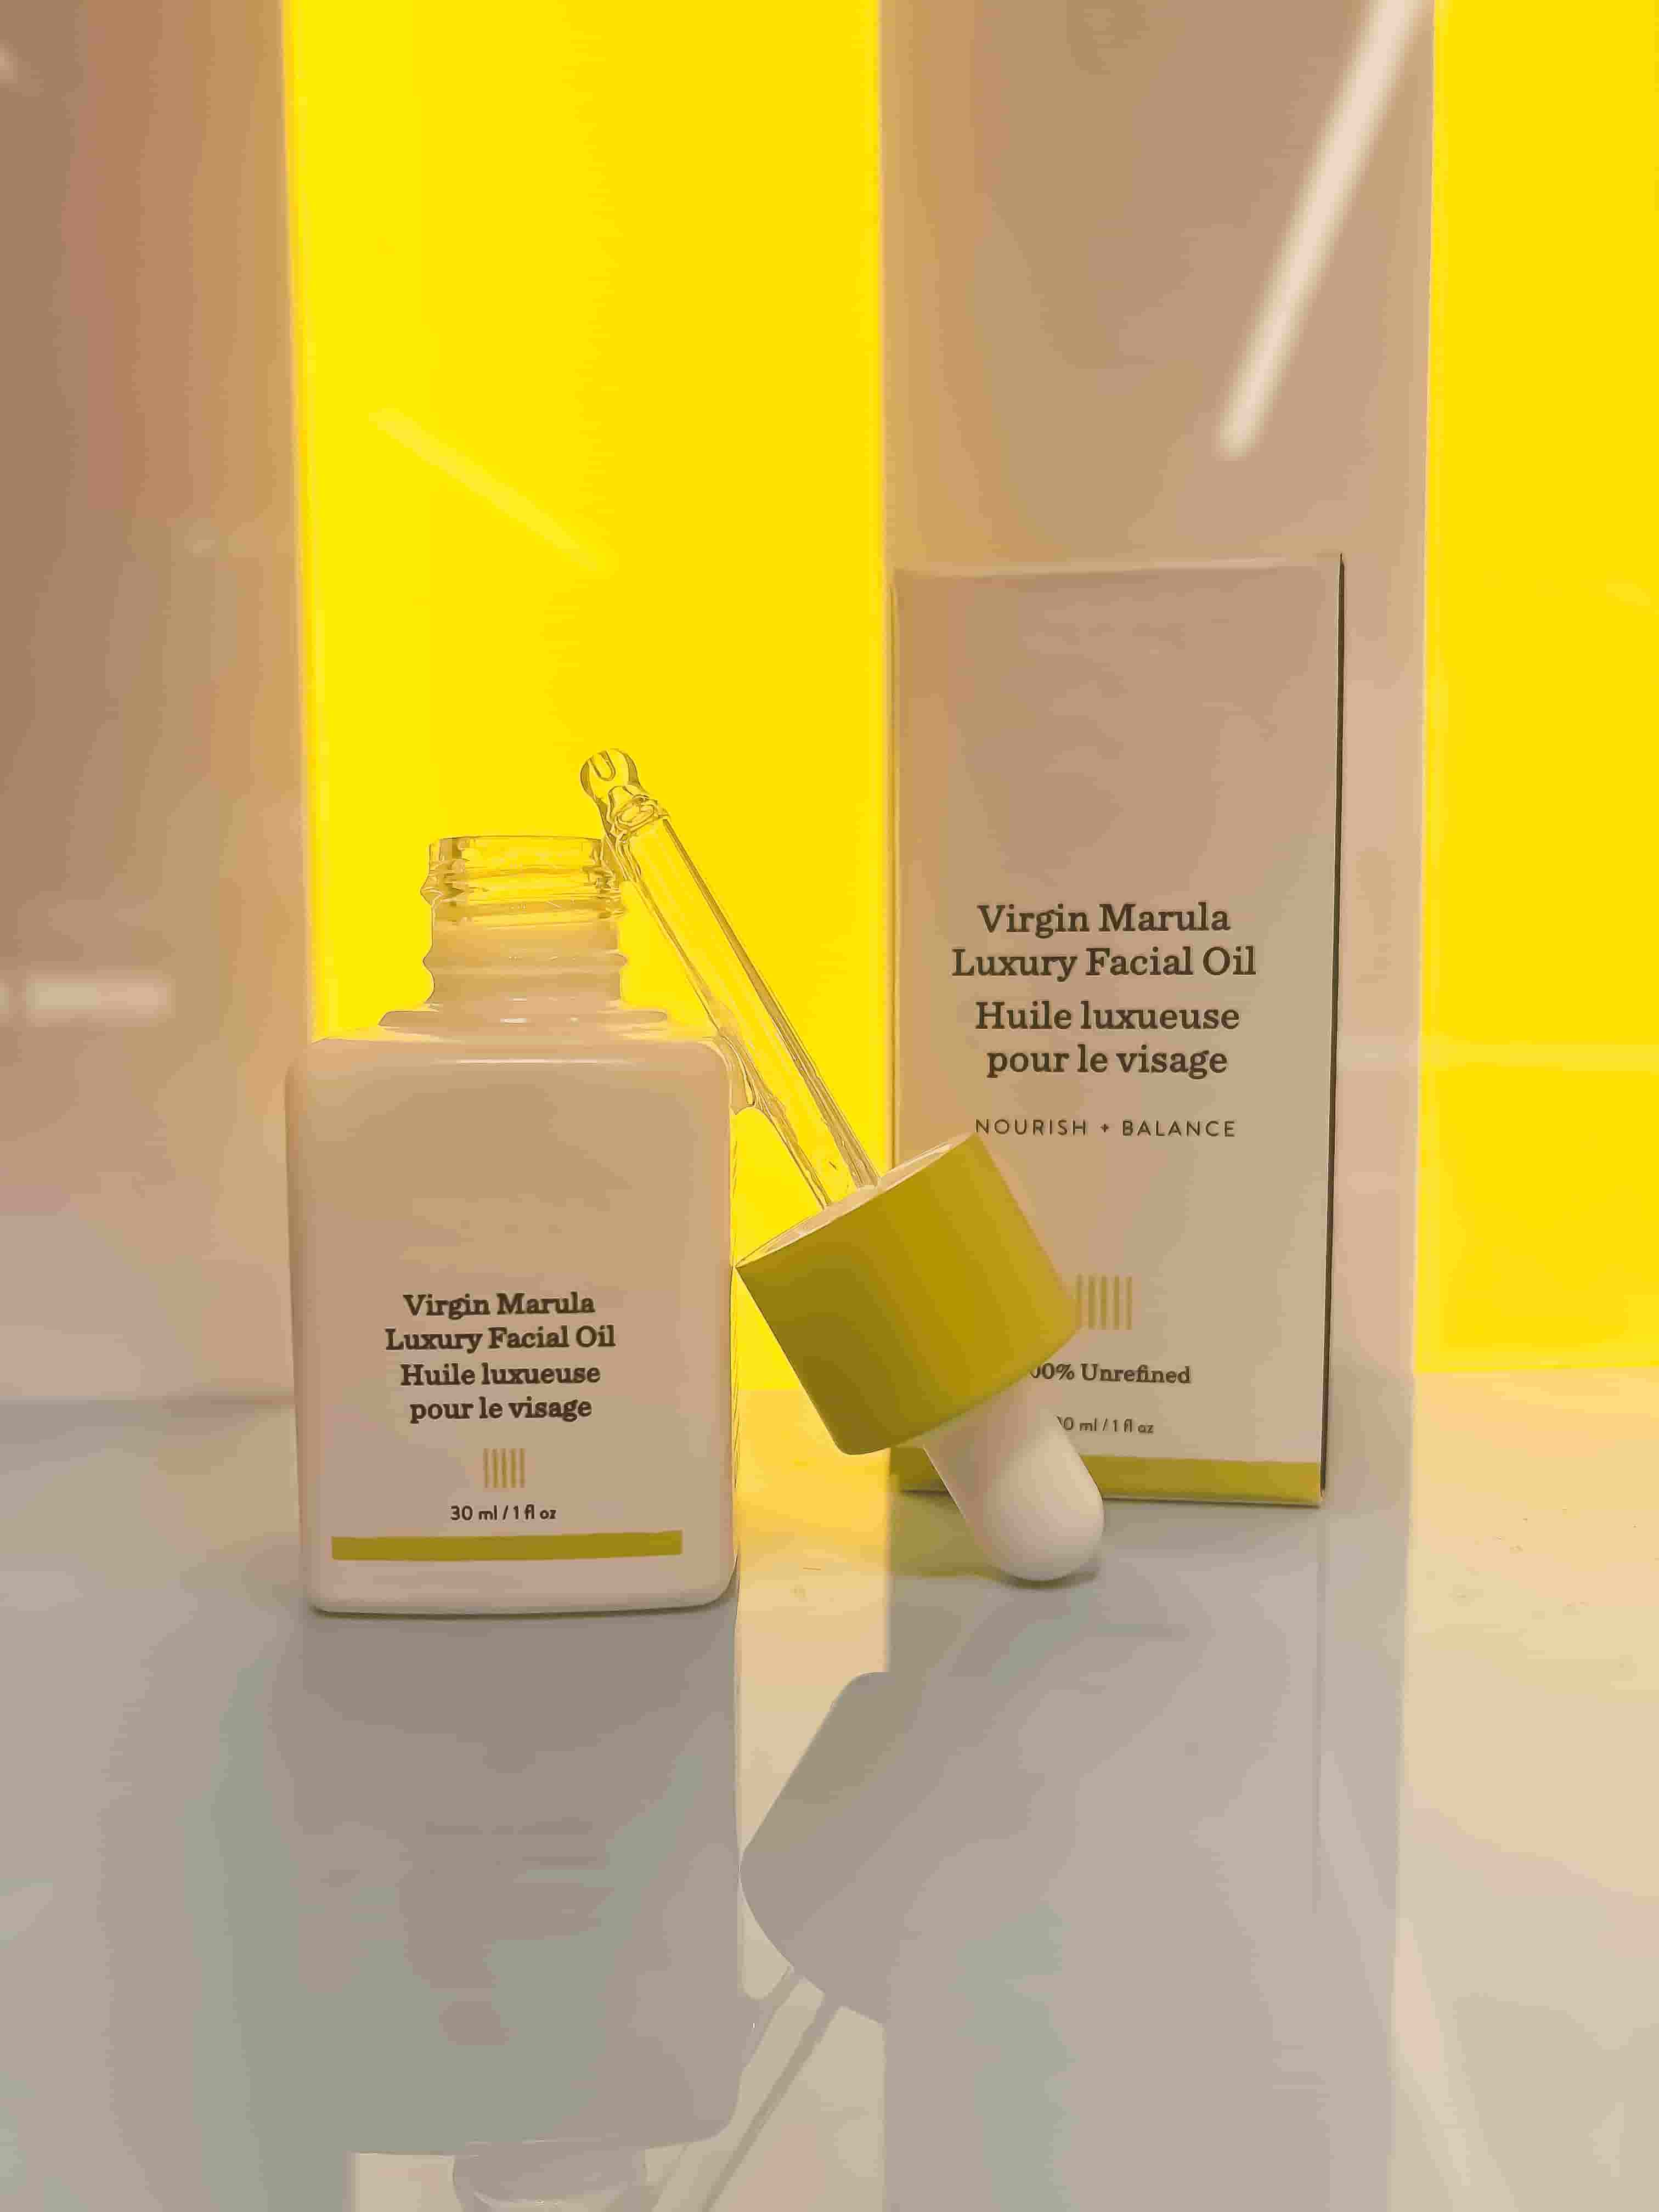 Virgin Marula
Luxury Facial Oil
Huile luxueuse
pour le visage
30 ml / 1 fl oz
Virgin Marula
Luxury Facial Oil
Huile luxueuse
pour le visage
NOURISH + BALANCE
Unrefined
ml / 1 fl oz